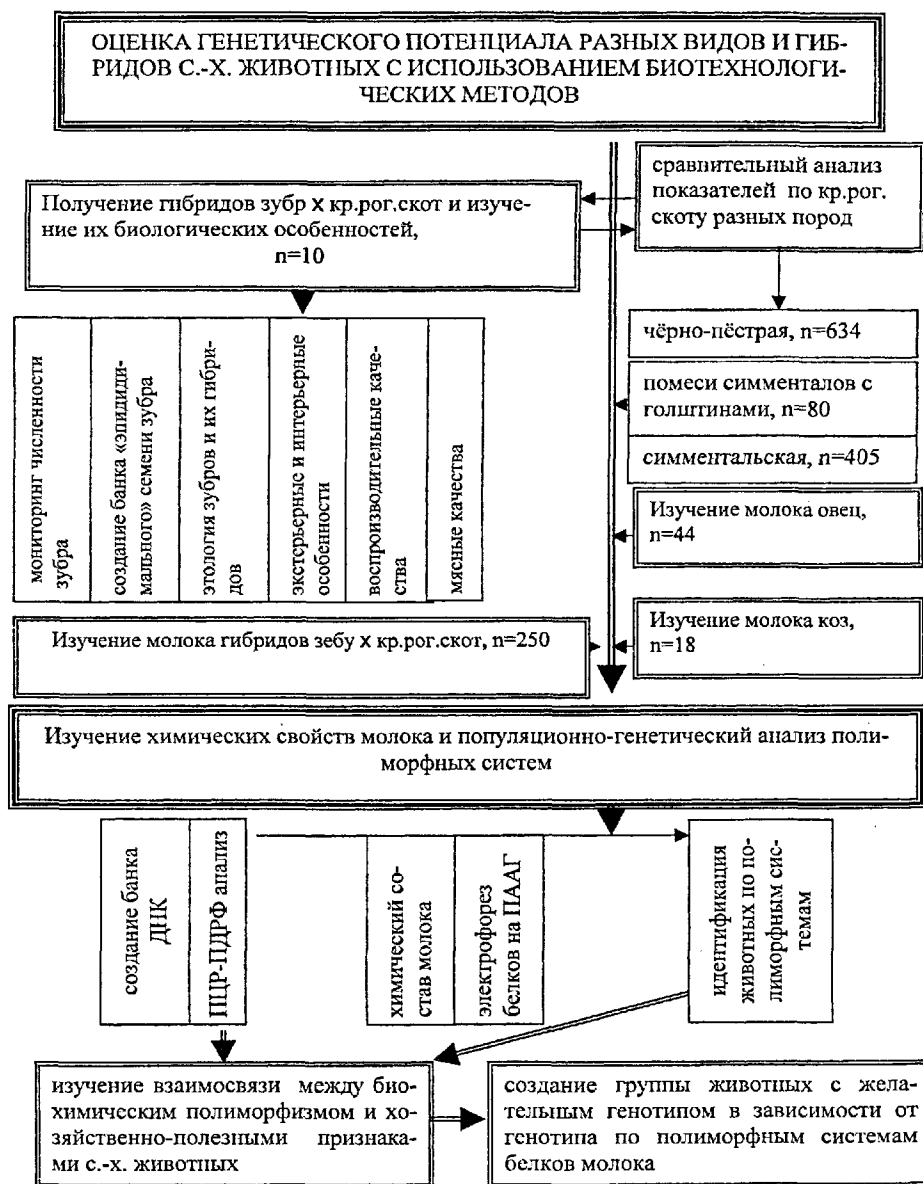 ОЦЕНКА ГЕНЕТИЧЕСКОГО ПОТЕНЦИАЛА РАЗНЫХ ВИДОВ И ГИБ-
РИДОВ С.-Х. ЖИВОТНЫХ С ИСПОЛЬЗОВАНИЕМ БИОТЕХНОЛОГИ-
ЧЕСКИХ МЕТОДОВ
Получение гибридов зубр х кр.рог.скот и изуче-
ние их биологических особенностей,
n=10
сравнительный анализ
показателей по кр.рог.
скоту разных пород
мониторинг численности
зубра
создание банка «эпидиди-
мального» семени зубра
этология зубров и их гибри-
дов
экстерьерные и интерьерные
особенности
воспроизводительные каче-
ства
мясные качества
чёрно-пёстрая, n=634
помеси симменталов с
голштинами, n=80
симментальская, n=405
Изучение молока овец,
n=44
Изучение молока гибридов зебу х кр.рог.скот, n=250
Изучение молока коз,
n=18
Изучение химических свойств молока и популяционно-генетический анализ поли-
морфных систем
создание банка
ДНК
ПЦР-ПДРФ анализ
химический со-
став молока
электрофорез
белков на ПААГ
идентификация
животных по по-
лиморфным сис-
темам
изучение взаимосвязи между био-
химическим полиморфизмом и хо-
зяйственно-полезными признака-
ми с.-х. животных
создание группы животных с жела-
тельным генотипом в зависимости от
генотипа по полиморфным системам
белков молока